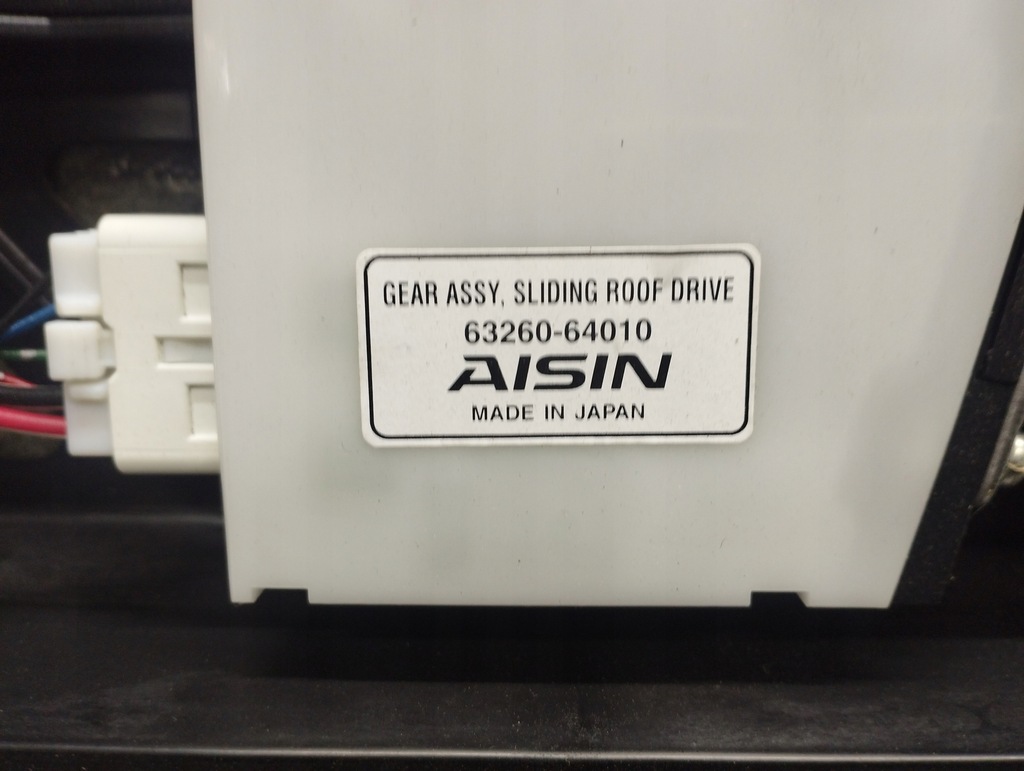 GEAR ASSY, SLIDING ROOF DRIVE
63260-64010
AISIN
MADE IN JAPAN